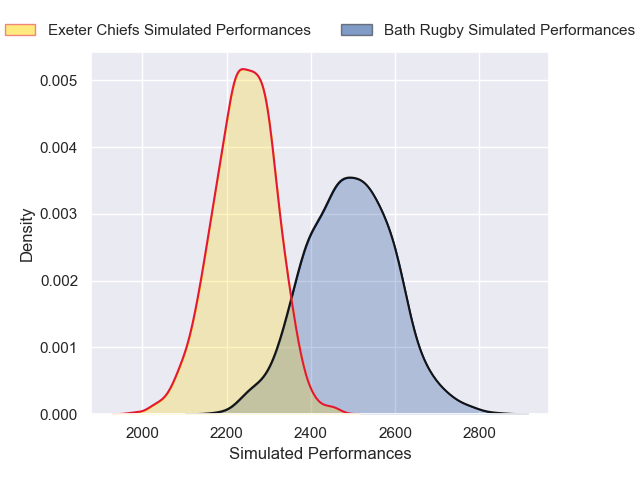 Exeter Chiefs Simulated Performances
Bath Rugby Simulated Performances
0.005
0.004
0.003
0.002
0.001
0.000
Density
2000 2200 2400 2600 2800
Simulated Performances